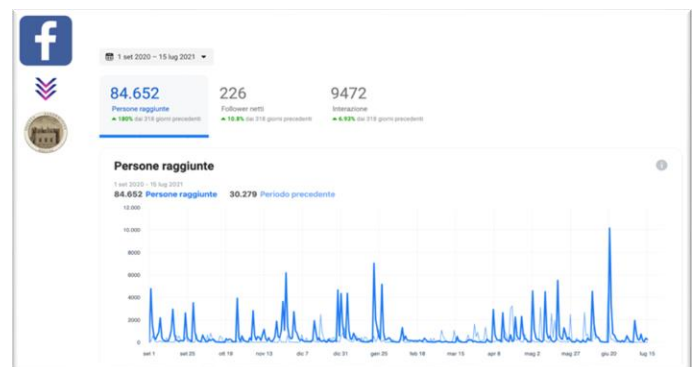 1 set 2020 – 15 lug 2021
84.652 226 9472
Persone raggiunte Follower netti Interazione
180% dai 318 giorni precedenti 10.8% dai 318 giorni precedenti 6.93% dai 318 giorni precedenti
Persone raggiunte
1 set 2020 – 15 lug 2021
84.652 Persone raggiunte 30.279 Periodo precedente
12.000
10.000
8000
6000
4000
2000
0
set 1 set 25 ott 19 nov 13 dic 7 dic 31 gen 25 feb 18 mar 15 apr 8 mag 2 mag 27 giu 20 lug 15